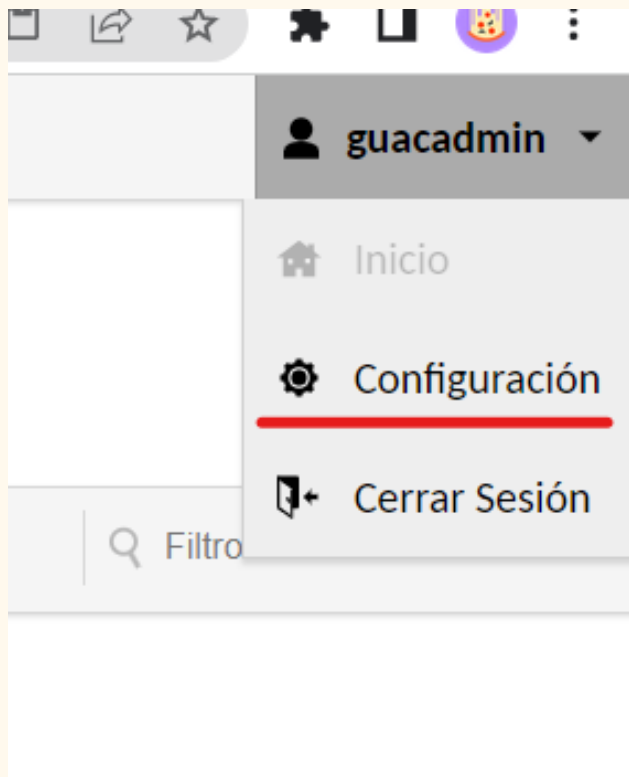 guacadmin
Inicio
Configuración
Cerrar Sesión
Filtro